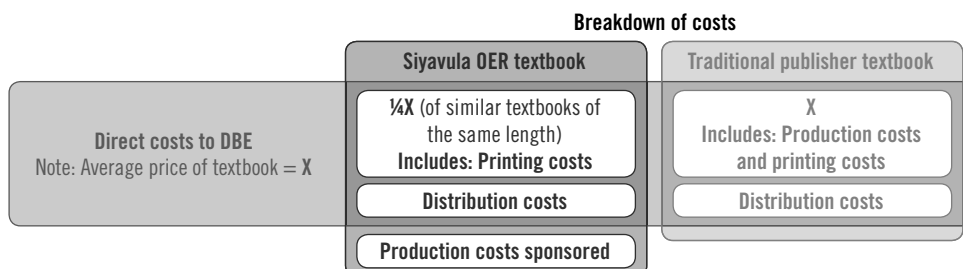 Breakdown of costs
Siyavula OER textbook
Traditional publisher textbook
Direct costs to DBE
Note: Average price of textbook = X
¼X (of similar textbooks of
the same length)
Includes: Printing costs
X
Includes: Production costs
and printing costs
Distribution costs
Distribution costs
Production costs sponsored